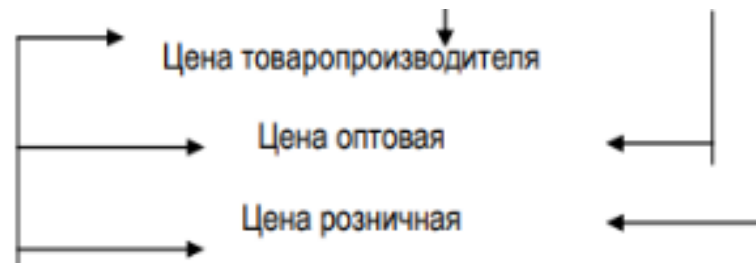 Цена товаропроизводителя
Цена оптовая
Цена розничная